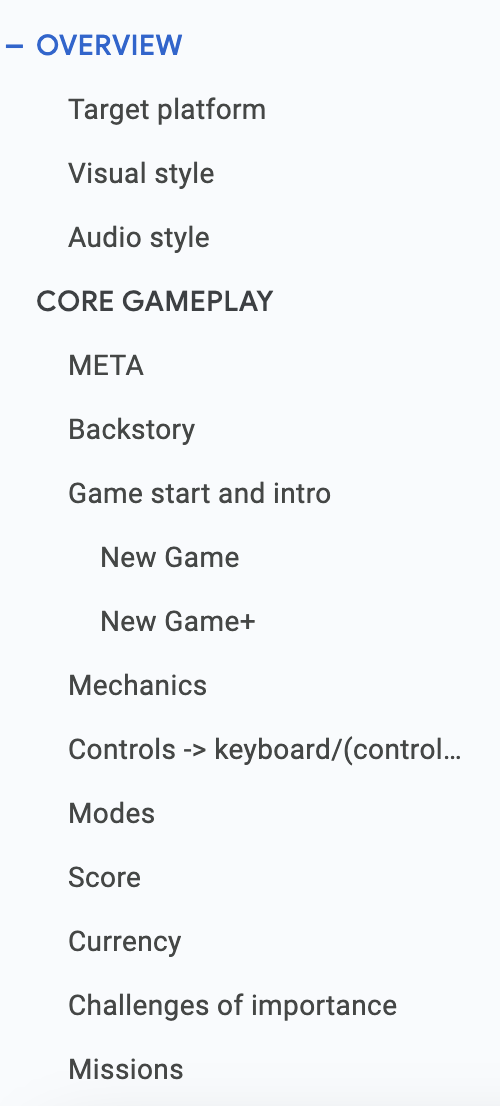 – OVERVIEW
Target platform
Visual style
Audio style
CORE GAMEPLAY
META
Backstory
Game start and intro
New Game
New Game+
Mechanics
Controls -> keyboard/(control...
Modes
Score
Currency
Challenges of importance
Missions